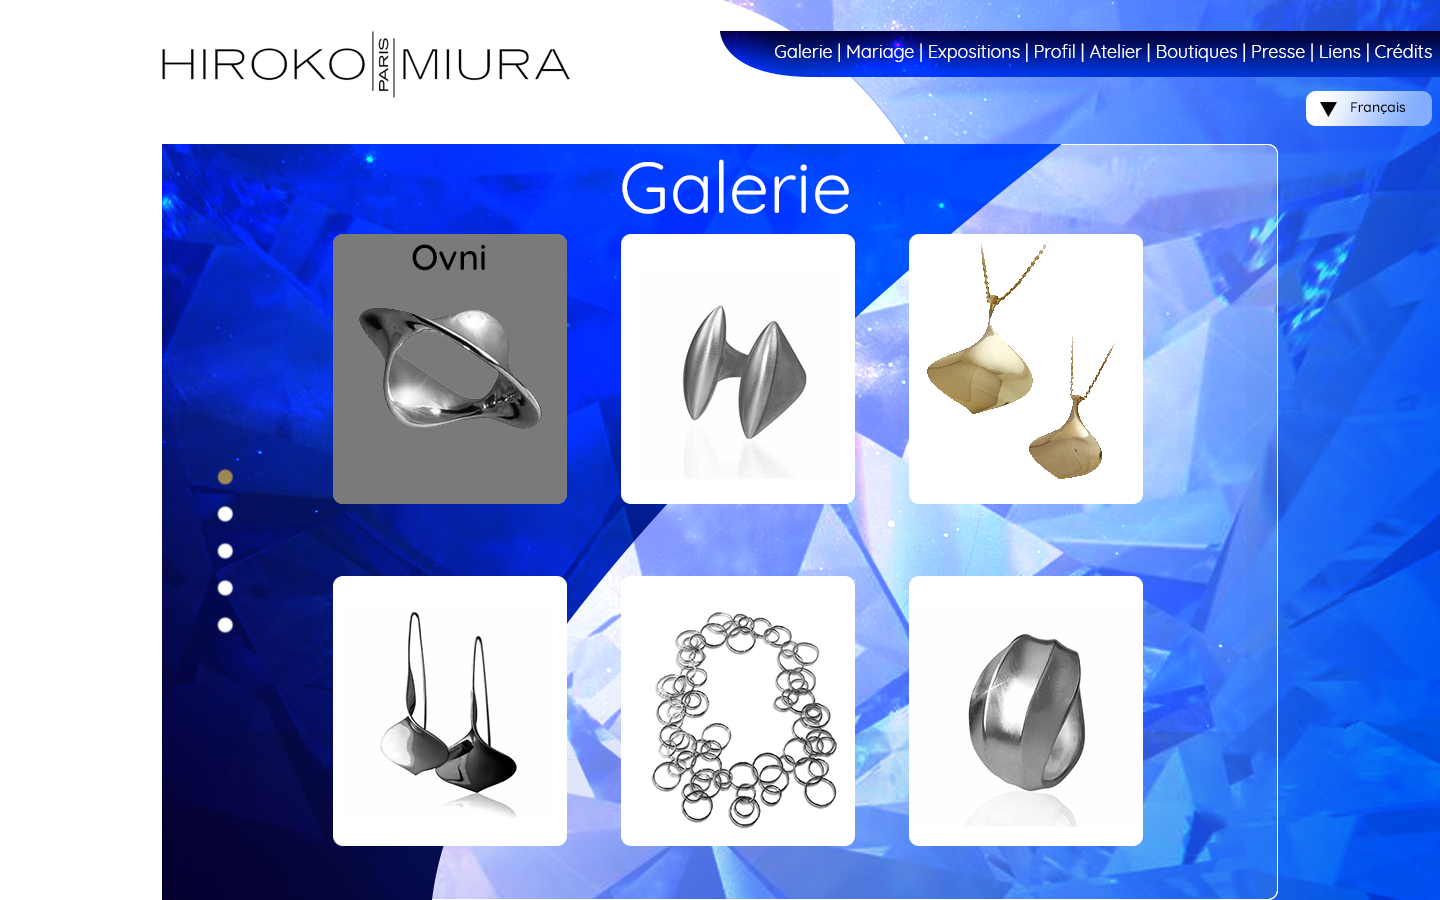 HIROKO PARIS MIURA
Galerie | Mariage | Expositions | Profil | Atelier | Boutiques | Presse | Liens | Crédits
Français
Galerie
Ovni